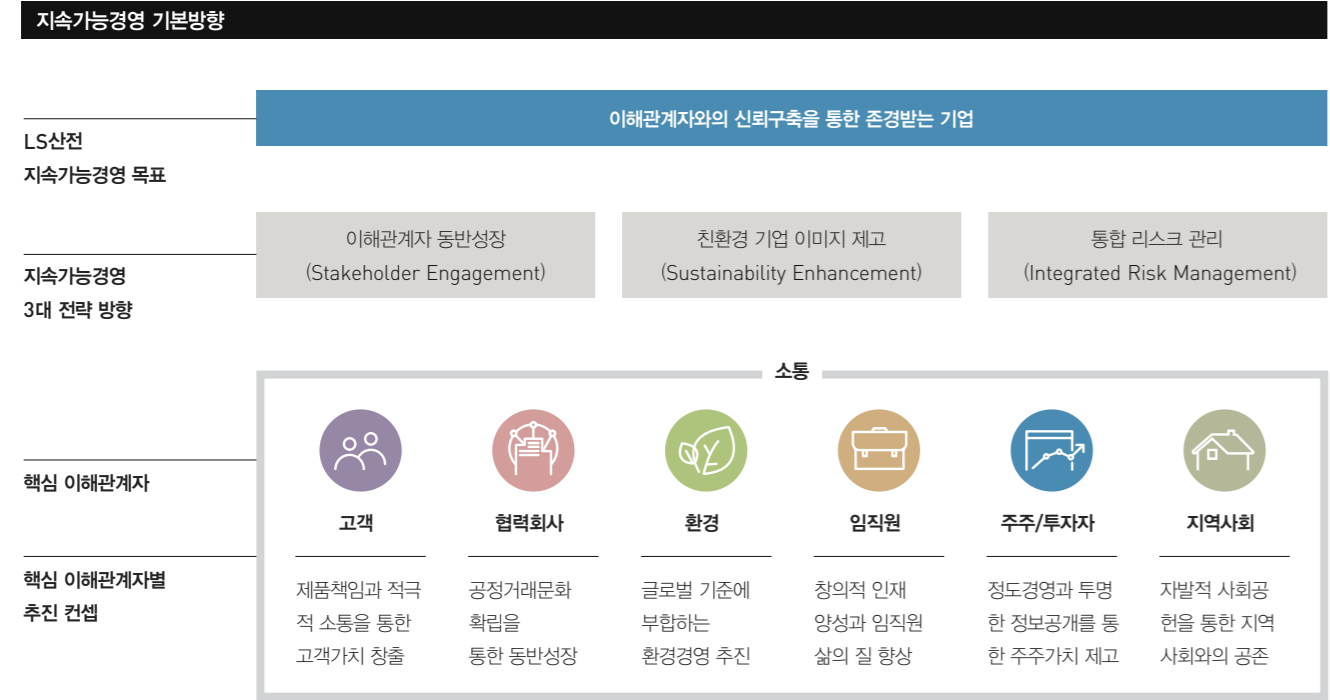 지속가능경영 기본방향
이해관계자와의 신뢰구축을 통한 존경받는 기업
LS산전
지속가능경영 목표
이해관계자 동반성장
(Stakeholder Engagement)
친환경 기업 이미지 제고
(Sustainability Enhancement)
통합 리스크 관리
(Integrated Risk Management)
지속가능경영
3대 전략 방향
소통
핵심 이해관계자
고객
협력회사
환경
임직원
주주/투자자
지역사회
핵심 이해관계자별
추진 컨셉
제품책임과 적극
적 소통을 통한
고객가치 창출
공정거래문화
확립을
통한 동반성장
글로벌 기준에
부합하는
환경경영 추진
창의적 인재
양성과 임직원
삶의 질 향상
정도경영과 투명
한 정보공개를 통
한 주주가치 제고
자발적 사회공
헌을 통한 지역
사회와의 공존